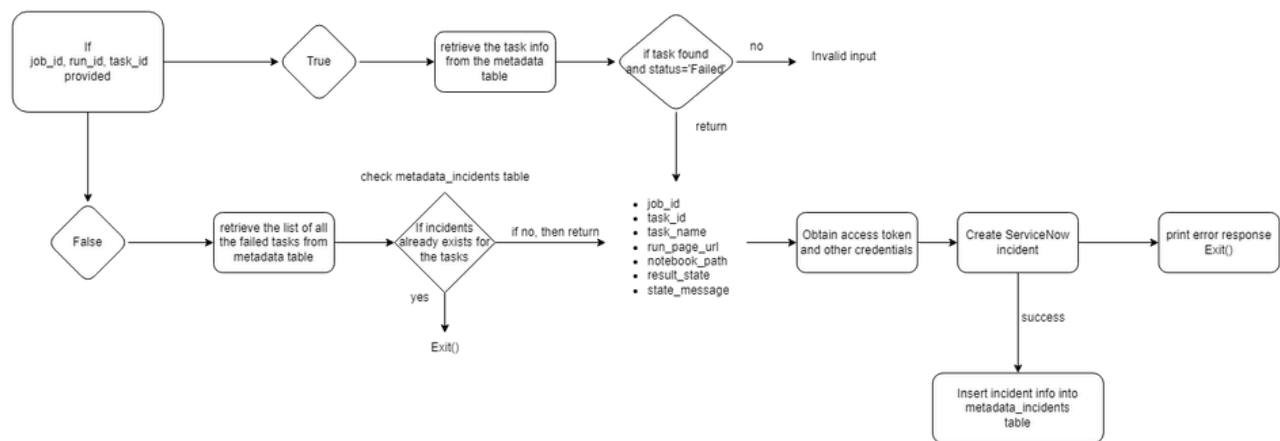 If
job_id, run_id, task_id
provided
True
retrieve the task info
from the metadata
table
if task found
and status='Failed'
no
Invalid input
return
check metadata_incidents table
False
retrieve the list of all
the failed tasks from
metadata table
If incidents
already exists for
the tasks
if no, then return
yes
Exit()
• job_id
• task_id
• task_name
• run_page_url
• notebook_path
• result_state
• state_message
Obtain access token
and other credentials
Create ServiceNow
incident
print error response
Exit()
success
Insert incident info into
metadata_incidents
table